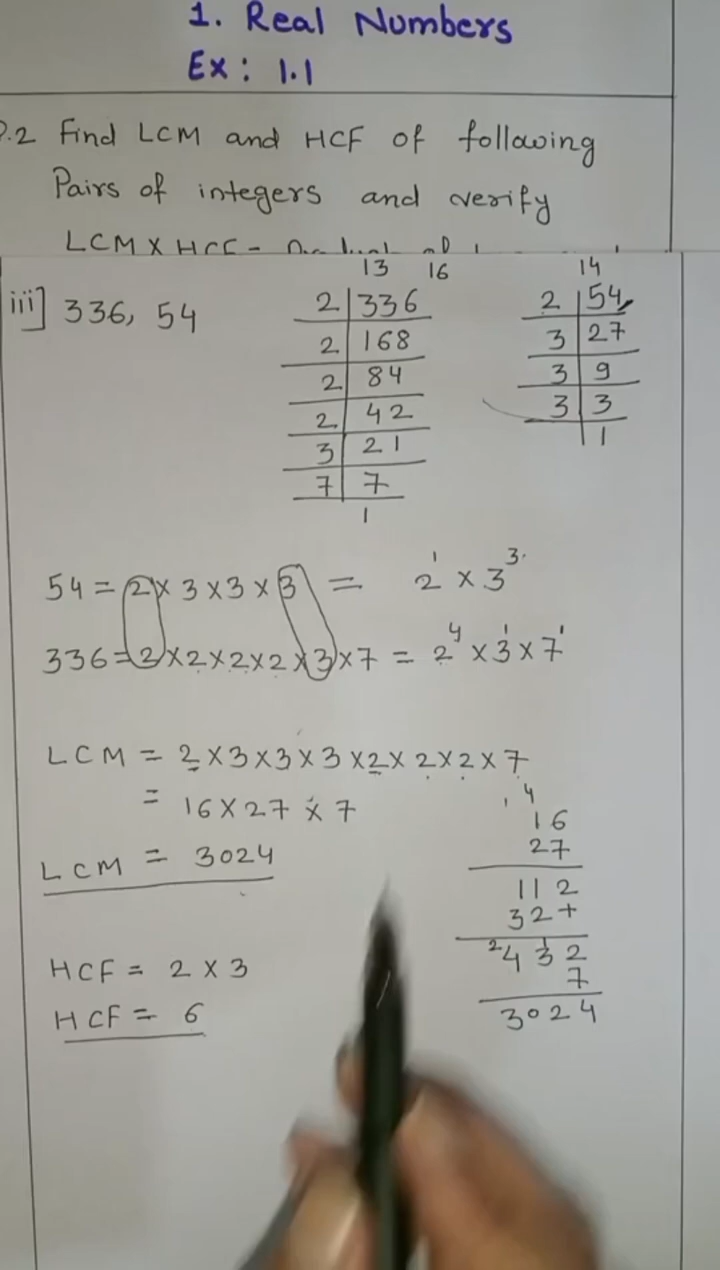 1. Real Numbers
Ex: 1.1
.2 Find LCM and HCF of following
Pairs of integers and verify
LCM X HCF =
iii] 336, 54
13 16
2 | 336
2 | 168
2 | 84
2 | 42
3 | 21
7 | 7
1
14
2 | 54
3 | 27
3 | 9
3 | 3
1
54 = 2 × 3 × 3 × 3 = 2¹ × 3³
336 = 2 × 2 × 2 × 2 × 3 × 7 = 2⁴ × 3¹ × 7¹
LCM = 2 × 3 × 3 × 3 × 2 × 2 × 2 × 7
= 16 × 27 × 7
LCM = 3024
HCF = 2 × 3
HCF = 6
4
16
27
112
32+
²4¹32
7
3024